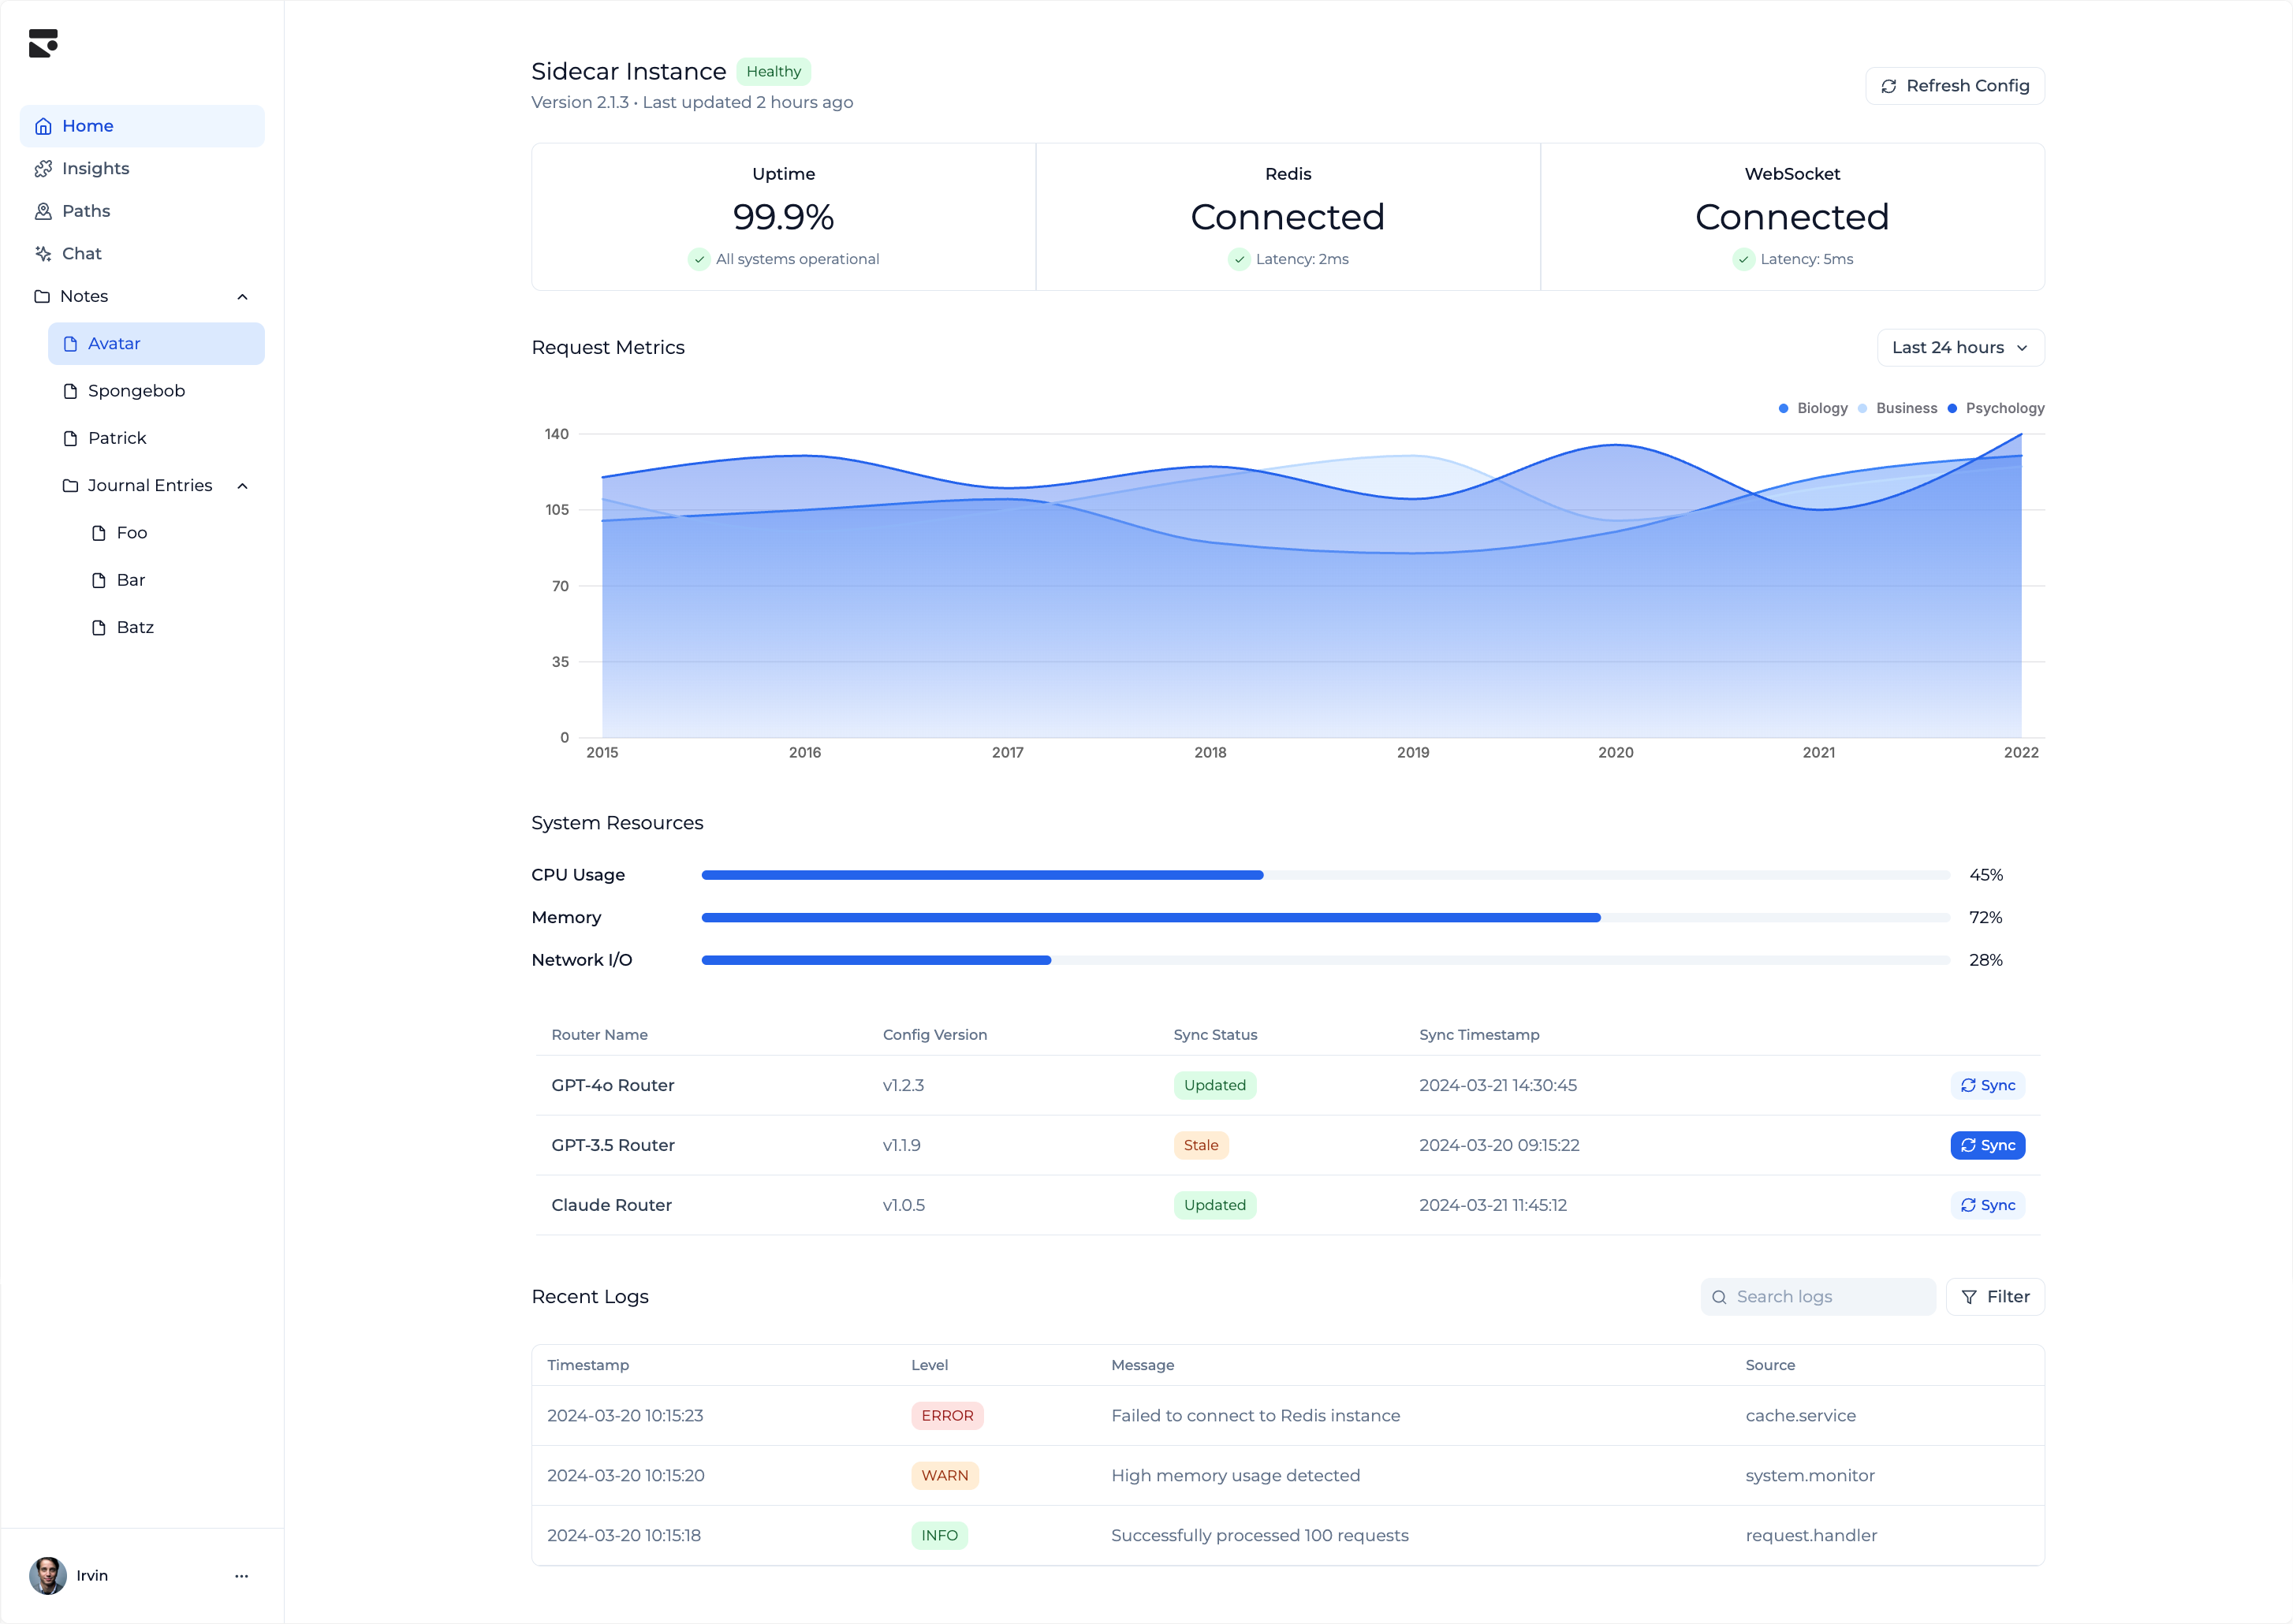 Home
Insights
Paths
Chat
Notes
Avatar
Spongebob
Patrick
Journal Entries
Foo
Bar
Batz
Irvin
Sidecar Instance Healthy
Version 2.1.3 • Last updated 2 hours ago
Refresh Config
Uptime
99.9%
All systems operational
Redis
Connected
Latency: 2ms
WebSocket
Connected
Latency: 5ms
Request Metrics
Last 24 hours
Biology Business Psychology
140
105
70
35
0
2015 2016 2017 2018 2019 2020 2021 2022
System Resources
CPU Usage 45%
Memory 72%
Network I/O 28%
Router Name Config Version Sync Status Sync Timestamp
GPT-4o Router v1.2.3 Updated 2024-03-21 14:30:45 Sync
GPT-3.5 Router v1.1.9 Stale 2024-03-20 09:15:22 Sync
Claude Router v1.0.5 Updated 2024-03-21 11:45:12 Sync
Recent Logs
Search logs
Filter
Timestamp Level Message Source
2024-03-20 10:15:23 ERROR Failed to connect to Redis instance cache.service
2024-03-20 10:15:20 WARN High memory usage detected system.monitor
2024-03-20 10:15:18 INFO Successfully processed 100 requests request.handler